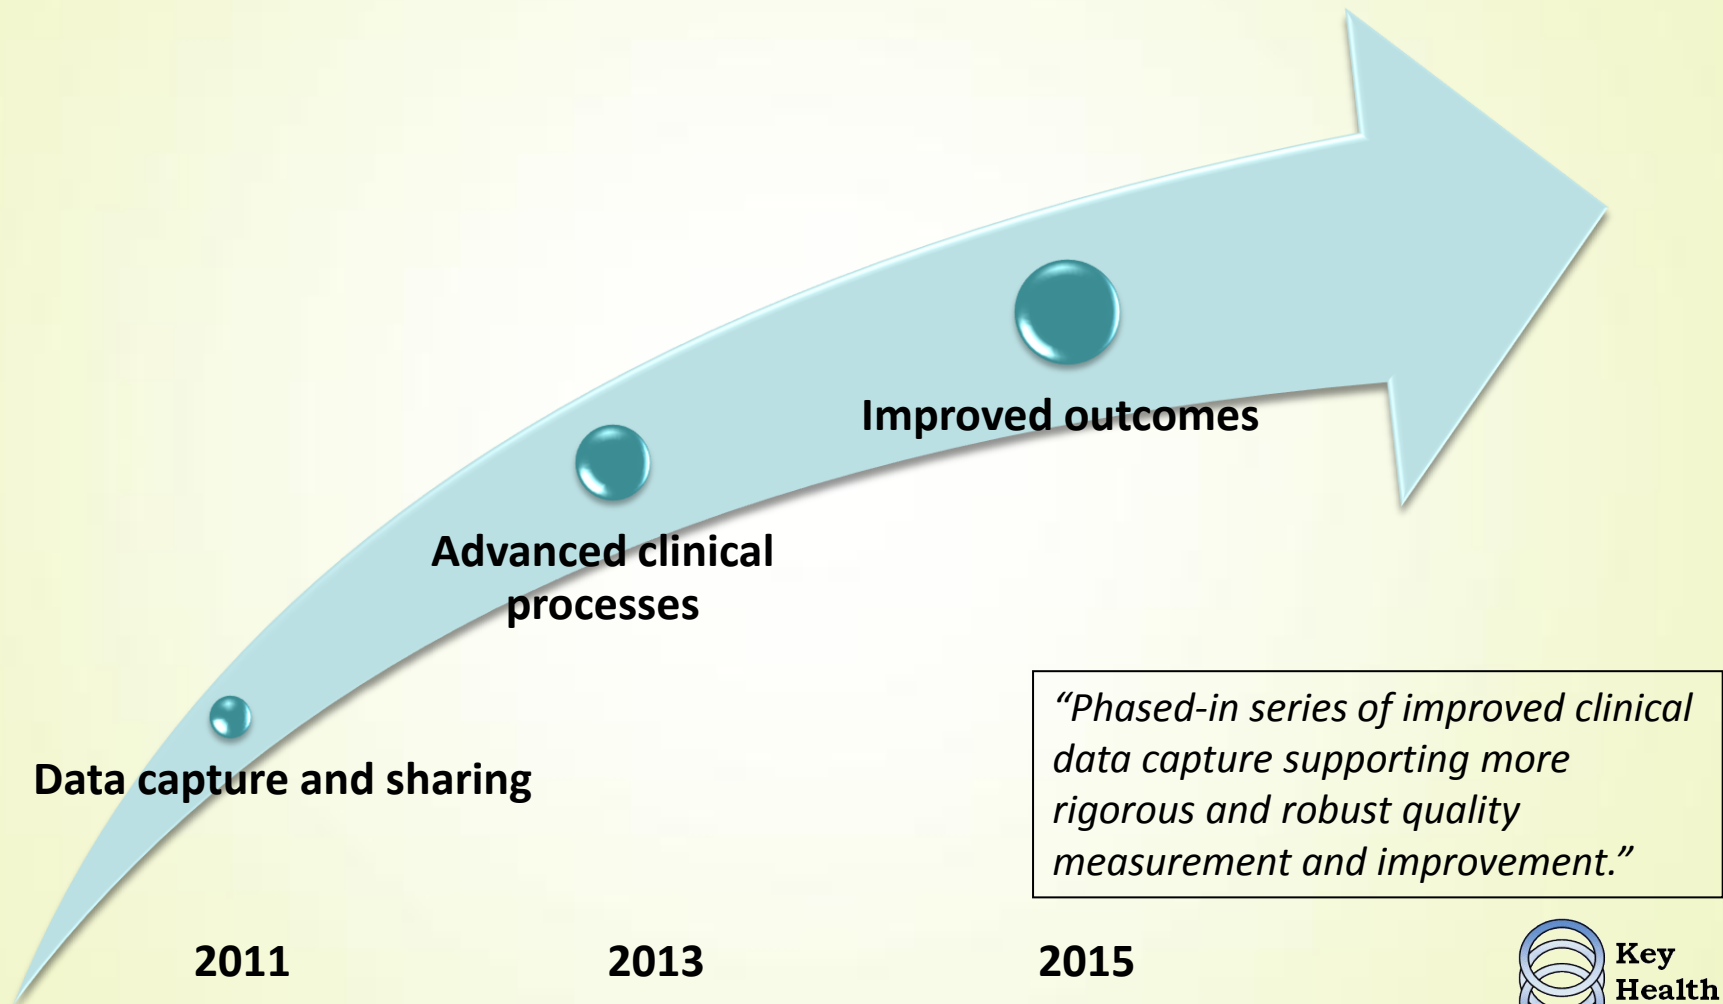 Improved outcomes
Advanced clinical
processes
Data capture and sharing
“Phased-in series of improved clinical
data capture supporting more
rigorous and robust quality
measurement and improvement.”
2011
2013
2015
Key
Health